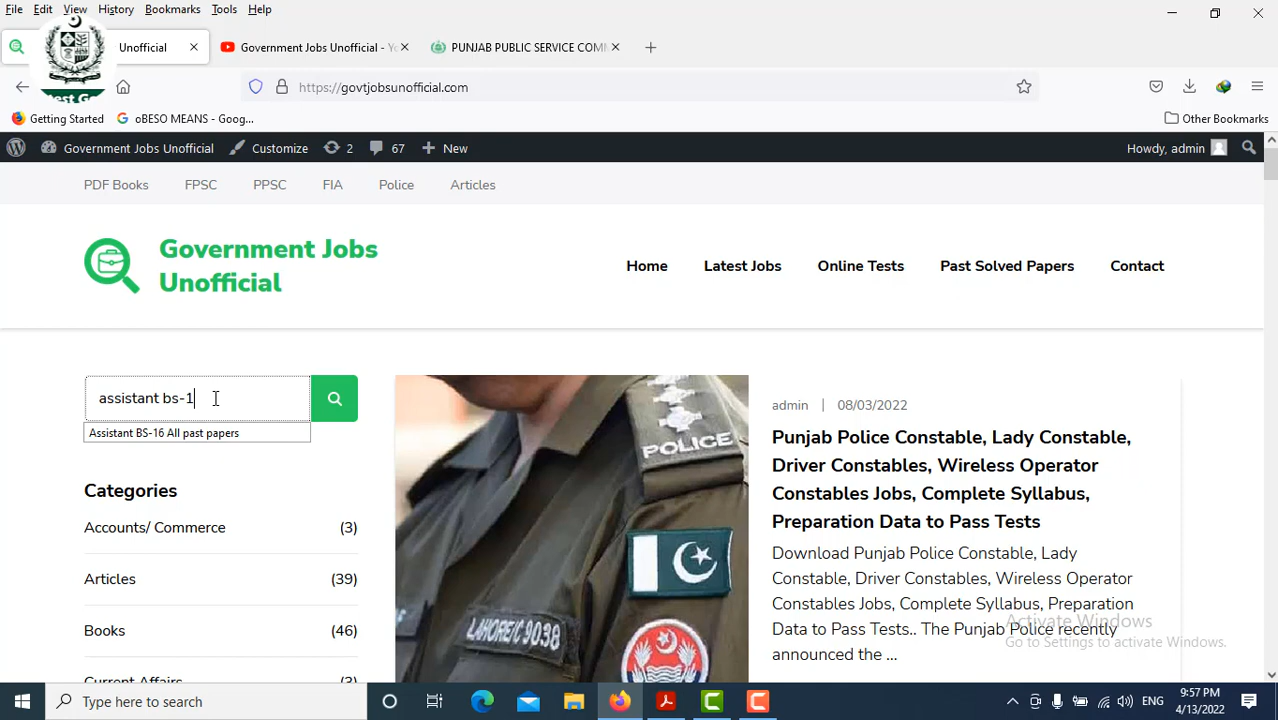 File Edit View History Bookmarks Tools Help
Unofficial
Government Jobs Unofficial - Yo
PUNJAB PUBLIC SERVICE COMM
https://govtjobsunofficial.com
Getting Started
oBESO MEANS - Goog...
Other Bookmarks
Government Jobs Unofficial
Customize
2
67
New
Howdy, admin
PDF Books FPSC PPSC FIA Police Articles
Government Jobs
Unofficial
Home Latest Jobs Online Tests Past Solved Papers Contact
assistant bs-1
Assistant BS-16 All past papers
Categories
Accounts/ Commerce (3)
Articles (39)
Books (46)
Current Affairs (3)
POLICE
LAHORE/C 9038
admin | 08/03/2022
Punjab Police Constable, Lady Constable,
Driver Constables, Wireless Operator
Constables Jobs, Complete Syllabus,
Preparation Data to Pass Tests
Download Punjab Police Constable, Lady
Constable, Driver Constables, Wireless Operator
Constables Jobs, Complete Syllabus, Preparation
Data to Pass Tests.. The Punjab Police recently
announced the ...
Activate Windows
Go to Settings to activate Windows.
Type here to search
ENG
9:57 PM
4/13/2022